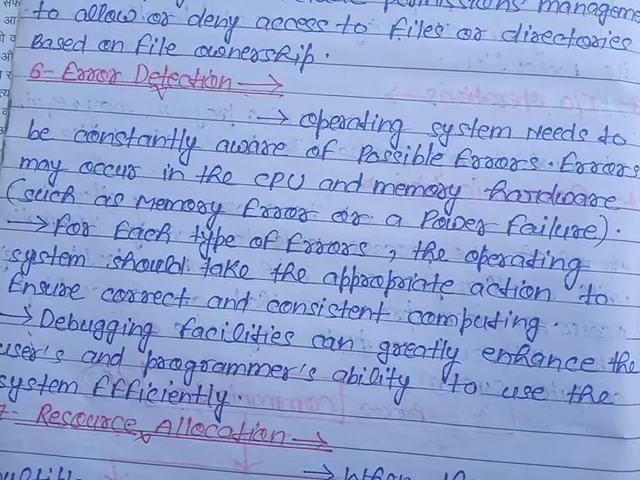 permissions managem
to allow or deny access to files or directories
Based on file ownership.
6- Error Detection →
→ Operating system Needs to
be constantly aware of Possible Errors. Errors
may occur in the CPU and memory hardware
(such as Memory Error or a Power Failure).
→ for Each type of Errors, the operating
system should take the appropriate action to
Ensure correct and consistent computing.
→ Debugging facilities can greatly enhance the
user's and programmer's ability to use the
system Efficiently.
7- Resource Allocation →
→ When